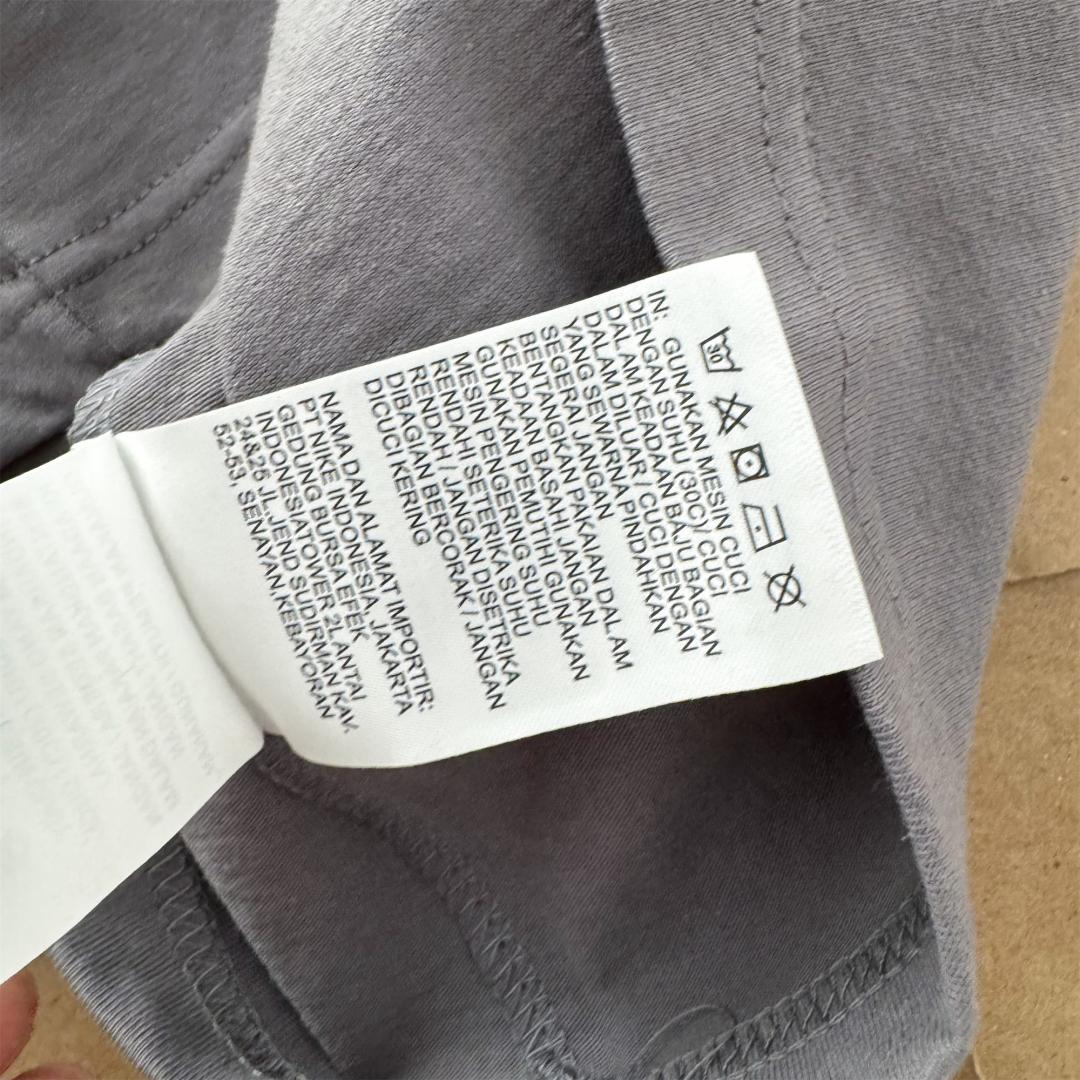 30
IN: GUNAKAN MESIN CUCI
DENGAN SUHU (30C)/ CUCI
DALAM KEADAAN BAJU BAGIAN
DALAM DILUAR / CUCI DENGAN
YANG SEWARNA PINDAHKAN
SEGERA/ JANGAN
BENTANGKAN PAKAIAN DALAM
KEADAAN BASAH/ JANGAN
GUNAKAN PEMUTIH/ GUNAKAN
MESIN PENGERING SUHU
RENDAH/ SETERIKA SUHU
RENDAH / JANGAN DISETRIKA
DBAGIAN BERCORAK / JANGAN
DICUCI KERING
NAMA DAN ALAMAT IMPORTIR:
PT NIKE INDONESIA, JAKARTA
GEDUNG BURSA EFEK
INDONESIA TOWER 2 LANTAI
24&26 JL.JEND SUDIRMAN KAV.
52-53 SENAYAN,KEBAYORAN